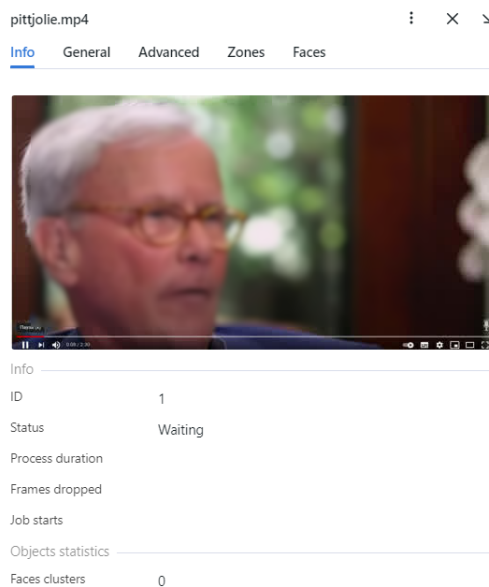 pittjolie.mp4
Info General Advanced Zones Faces
Info
ID 1
Status Waiting
Process duration
Frames dropped
Job starts
Objects statistics
Faces clusters 0